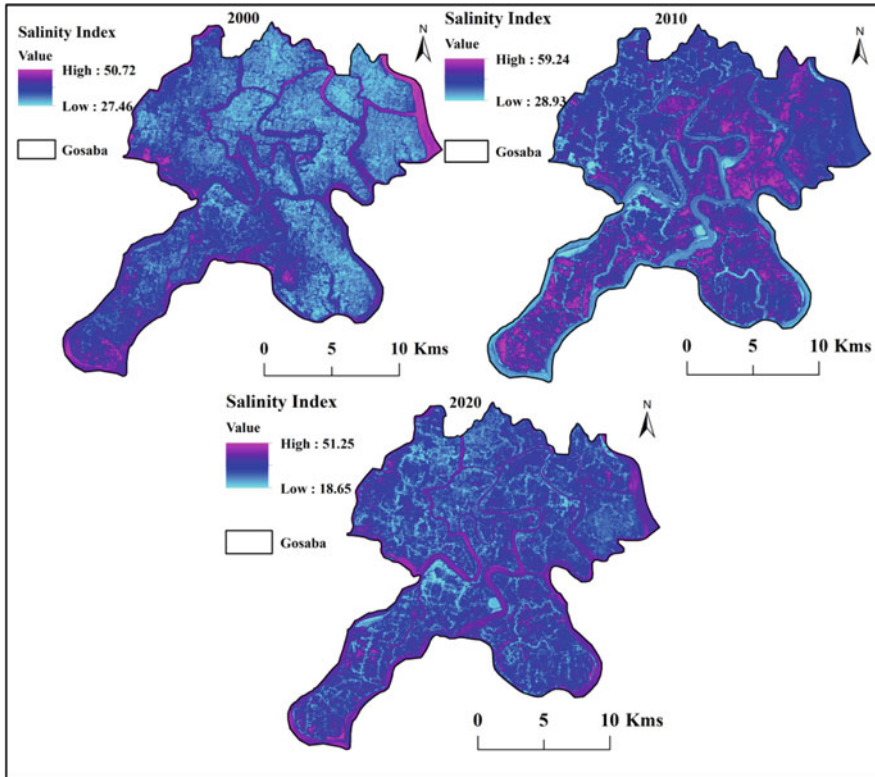 2000
Salinity Index
Value
High : 50.72
Low : 27.46
Gosaba
N
0 5 10 Kms
2010
Salinity Index
Value
High : 59.24
Low : 28.93
Gosaba
N
0 5 10 Kms
2020
Salinity Index
Value
High : 51.25
Low : 18.65
Gosaba
N
0 5 10 Kms